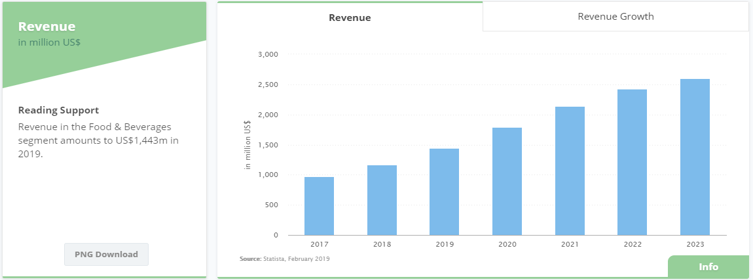 Revenue
in million US$
Reading Support
Revenue in the Food & Beverages
segment amounts to US$1,443m in
2019.
PNG Download
Revenue
Revenue Growth
in million US$
3,000
2,500
2,000
1,500
1,000
500
0
2017 2018 2019 2020 2021 2022 2023
Source: Statista, February 2019
Info